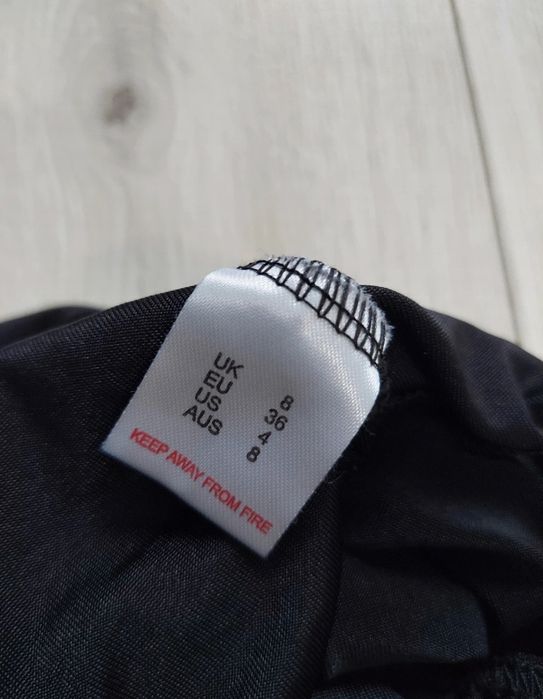 UK 8
EU 36
US 4
AUS 8
KEEP AWAY FROM FIRE